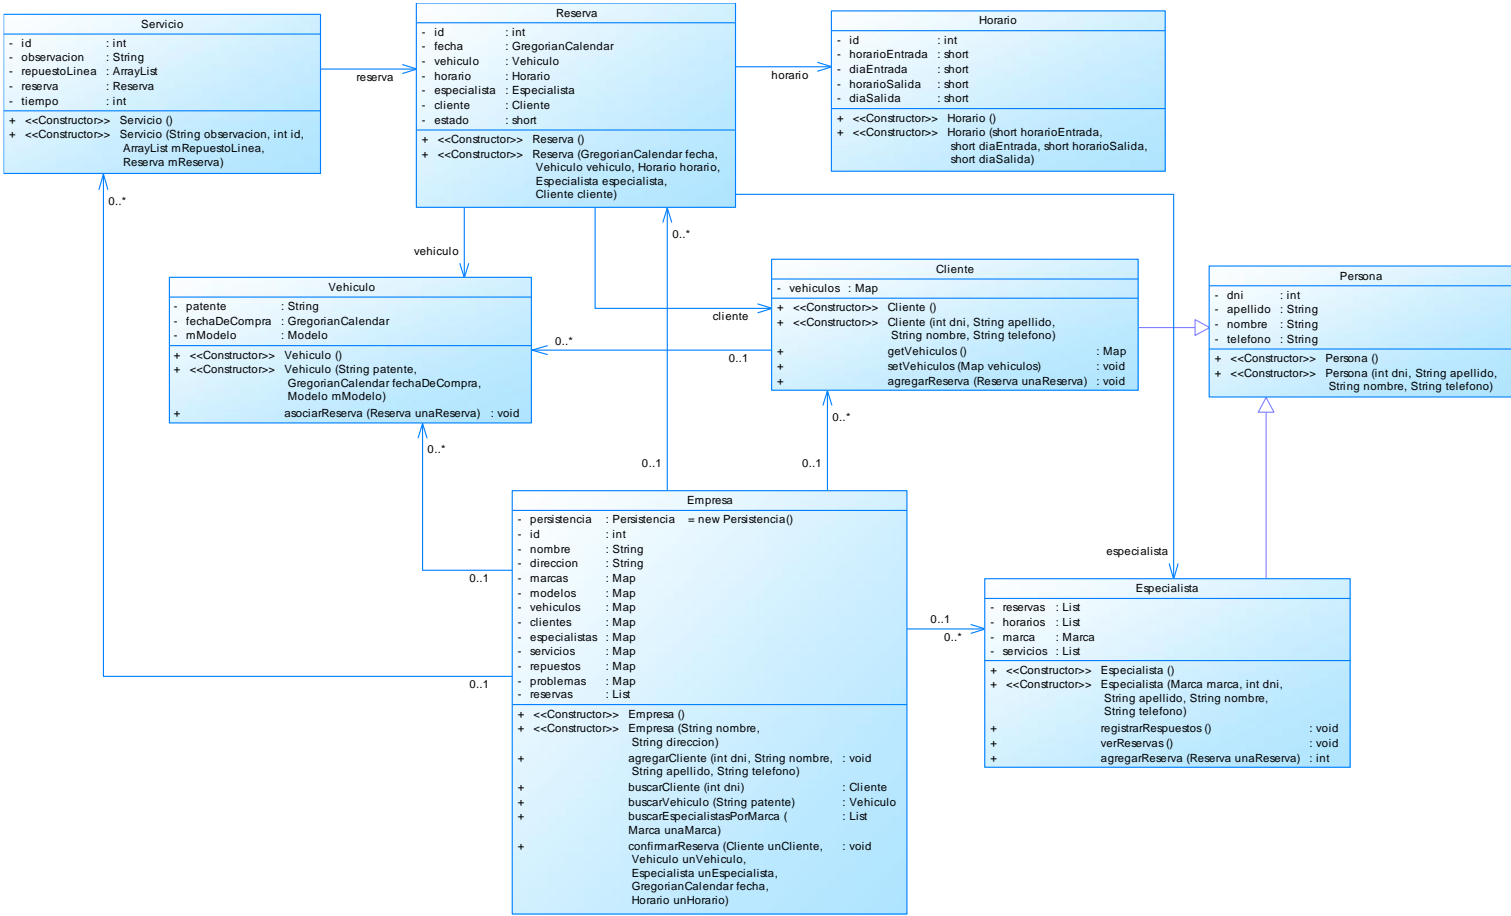 Servicio
- id : int
- observacion : String
- repuestoLinea : ArrayList
- reserva : Reserva
- tiempo : int
+ <<Constructor>> Servicio ()
+ <<Constructor>> Servicio (String observacion, int id,
ArrayList mRepuestoLinea,
Reserva mReserva)
reserva
Reserva
- id : int
- fecha : GregorianCalendar
- vehiculo : Vehiculo
- horario : Horario
- especialista : Especialista
- cliente : Cliente
- estado : short
+ <<Constructor>> Reserva ()
+ <<Constructor>> Reserva (GregorianCalendar fecha,
Vehiculo vehiculo, Horario horario,
Especialista especialista,
Cliente cliente)
horario
Horario
- id : int
- horarioEntrada : short
- diaEntrada : short
- horarioSalida : short
- diaSalida : short
+ <<Constructor>> Horario ()
+ <<Constructor>> Horario (short horarioEntrada,
short diaEntrada, short horarioSalida,
short diaSalida)
0..*
vehiculo
0..*
cliente
Vehiculo
- patente : String
- fechaDeCompra : GregorianCalendar
- mModelo : Modelo
+ <<Constructor>> Vehiculo ()
+ <<Constructor>> Vehiculo (String patente,
GregorianCalendar fechaDeCompra,
Modelo mModelo)
+ asociarReserva (Reserva unaReserva) : void
0..*
0..1
Cliente
- vehiculos : Map
+ <<Constructor>> Cliente ()
+ <<Constructor>> Cliente (int dni, String apellido,
String nombre, String telefono)
+ getVehiculos () : Map
+ setVehiculos (Map vehiculos) : void
+ agregarReserva (Reserva unaReserva) : void
Persona
- dni : int
- apellido : String
- nombre : String
- telefono : String
+ <<Constructor>> Persona ()
+ <<Constructor>> Persona (int dni, String apellido,
String nombre, String telefono)
0..*
0..*
0..1
0..1
0..1
0..1
Empresa
- persistencia : Persistencia = new Persistencia()
- id : int
- nombre : String
- direccion : String
- marcas : Map
- modelos : Map
- vehiculos : Map
- clientes : Map
- especialistas : Map
- servicios : Map
- repuestos : Map
- problemas : Map
- reservas : List
+ <<Constructor>> Empresa ()
+ <<Constructor>> Empresa (String nombre,
String direccion)
+ agregarCliente (int dni, String nombre, : void
String apellido, String telefono)
+ buscarCliente (int dni) : Cliente
+ buscarVehiculo (String patente) : Vehiculo
+ buscarEspecialistasPorMarca ( : List
Marca unaMarca)
+ confirmarReserva (Cliente unCliente, : void
Vehiculo unVehiculo,
Especialista unEspecialista,
GregorianCalendar fecha,
Horario unHorario)
0..1
0..*
especialista
Especialista
- reservas : List
- horarios : List
- marca : Marca
- servicios : List
+ <<Constructor>> Especialista ()
+ <<Constructor>> Especialista (Marca marca, int dni,
String apellido, String nombre,
String telefono)
+ registrarRespuestos () : void
+ verReservas () : void
+ agregarReserva (Reserva unaReserva) : int